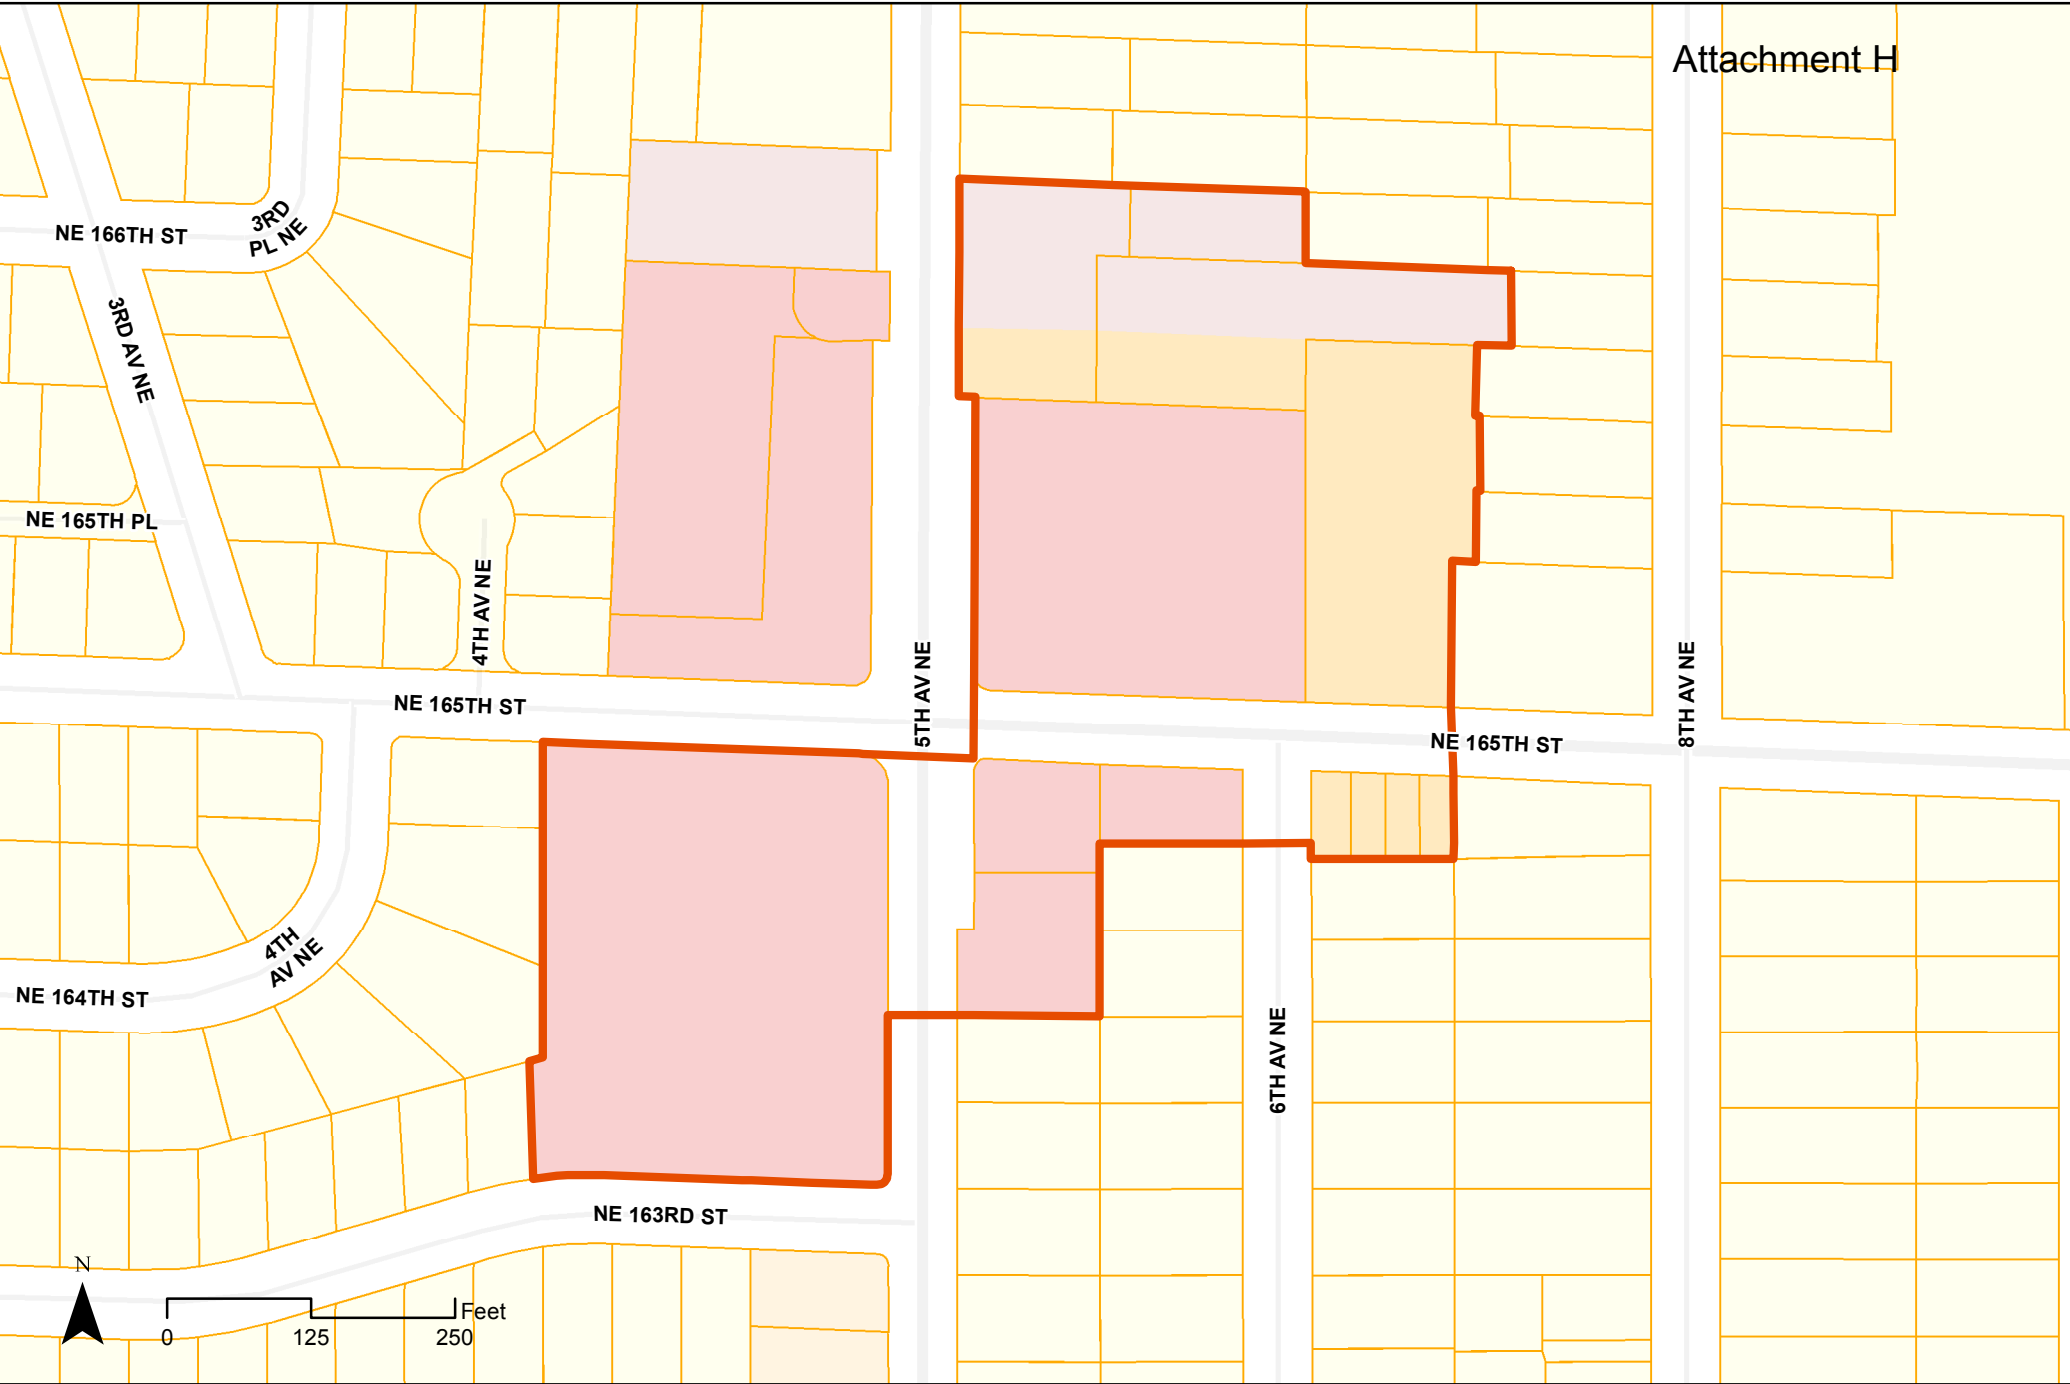 Attachment H
NE 166TH ST
3RD
PL NE
3RD AV NE
NE 165TH PL
4TH AV NE
NE 165TH ST
5TH AV NE
8TH AV NE
NE 165TH ST
4TH
AV NE
NE 164TH ST
6TH AV NE
NE 163RD ST
N
Feet
0 125 250